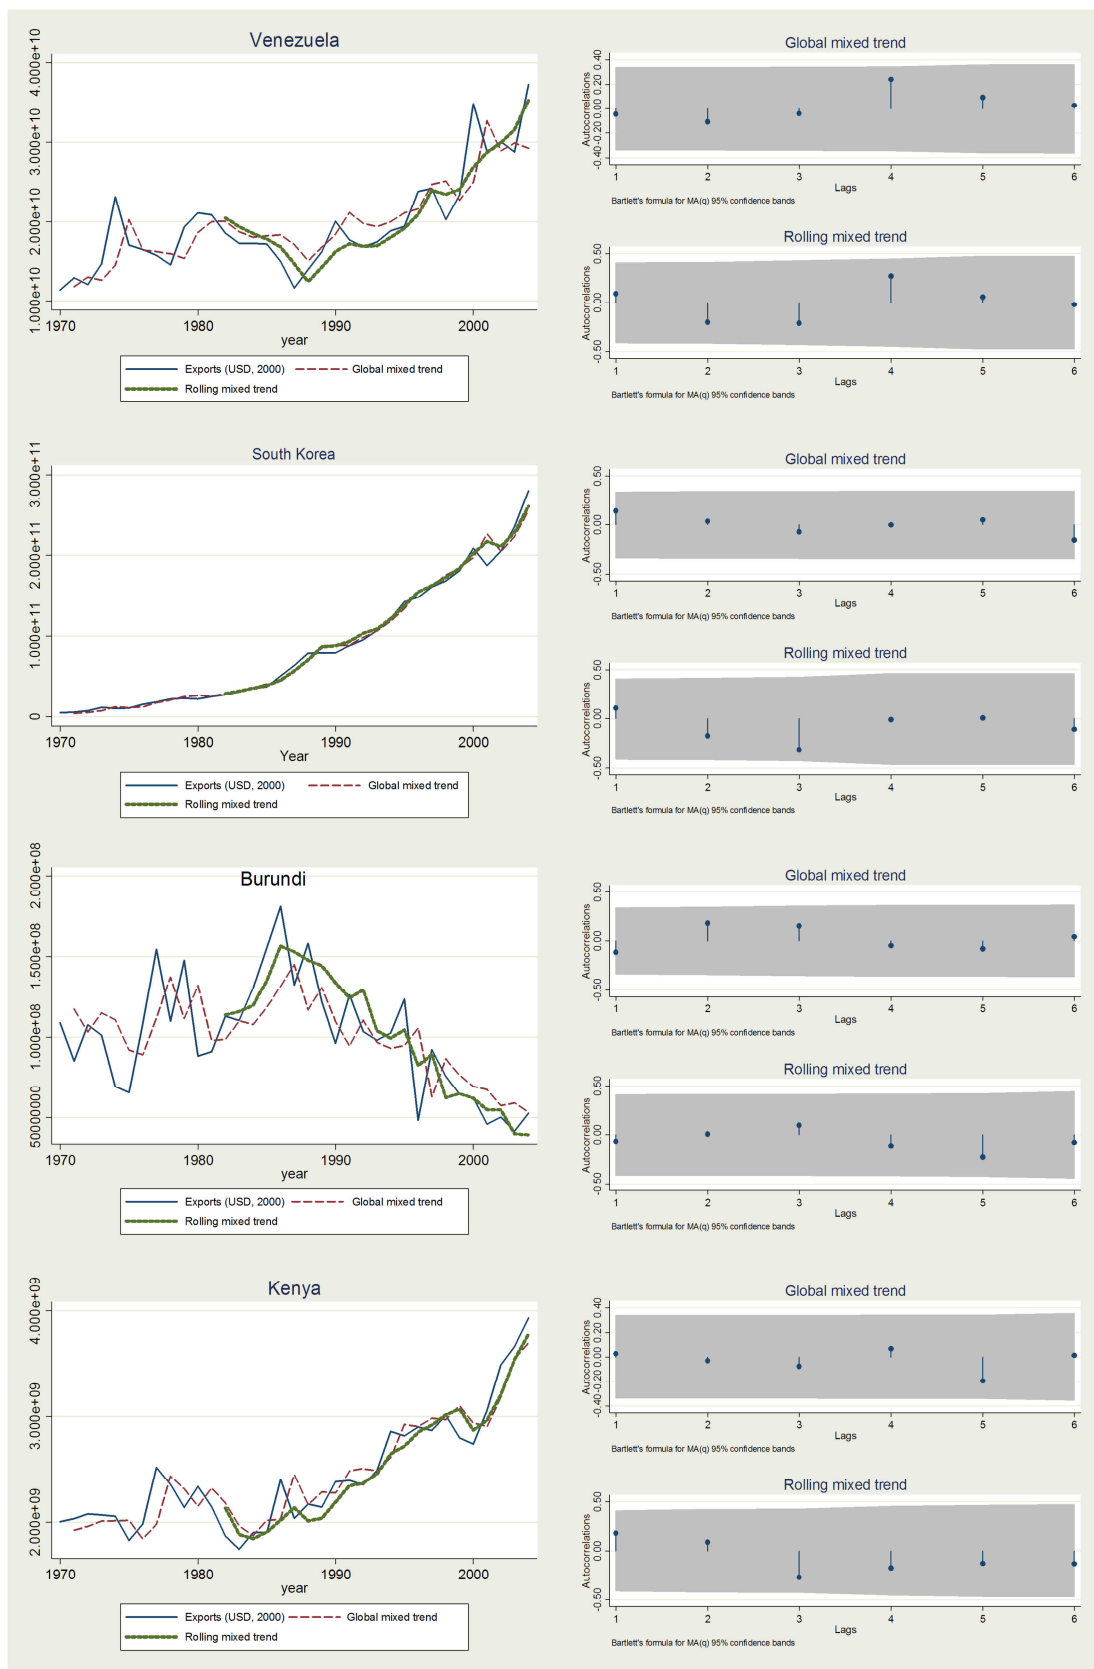 Venezuela
4.000e+10
3.000e+10
2.000e+10
1.000e+10
1970 1980 1990 2000
year
Exports (USD, 2000) Global mixed trend
Rolling mixed trend
Global mixed trend
Autocorrelations
-0.40 -0.20 0.00 0.20 0.40
1 2 3 4 5 6
Lags
Bartlett's formula for MA(q) 95% confidence bands
Rolling mixed trend
Autocorrelations
-0.50 0.00 0.50
1 2 3 4 5 6
Lags
Bartlett's formula for MA(q) 95% confidence bands
South Korea
3.000e+11
2.000e+11
1.000e+11
0
1970 1980 1990 2000
Year
Exports (USD, 2000) Global mixed trend
Rolling mixed trend
Global mixed trend
Autocorrelations
-0.50 0.00 0.50
1 2 3 4 5 6
Lags
Bartlett's formula for MA(q) 95% confidence bands
Rolling mixed trend
Autocorrelations
-0.50 0.00 0.50
1 2 3 4 5 6
Lags
Bartlett's formula for MA(q) 95% confidence bands
Burundi
2.000e+08
1.500e+08
1.000e+08
50000000
1970 1980 1990 2000
year
Exports (USD, 2000) Global mixed trend
Rolling mixed trend
Global mixed trend
Autocorrelations
-0.50 0.00 0.50
1 2 3 4 5 6
Lags
Bartlett's formula for MA(q) 95% confidence bands
Rolling mixed trend
Autocorrelations
-0.50 0.00 0.50
1 2 3 4 5 6
Lags
Bartlett's formula for MA(q) 95% confidence bands
Kenya
4.000e+09
3.000e+09
2.000e+09
1970 1980 1990 2000
year
Exports (USD, 2000) Global mixed trend
Rolling mixed trend
Global mixed trend
Autocorrelations
-0.40 -0.20 0.00 0.20 0.40
1 2 3 4 5 6
Lags
Bartlett's formula for MA(q) 95% confidence bands
Rolling mixed trend
Autocorrelations
-0.50 0.00 0.50
1 2 3 4 5 6
Lags
Bartlett's formula for MA(q) 95% confidence bands